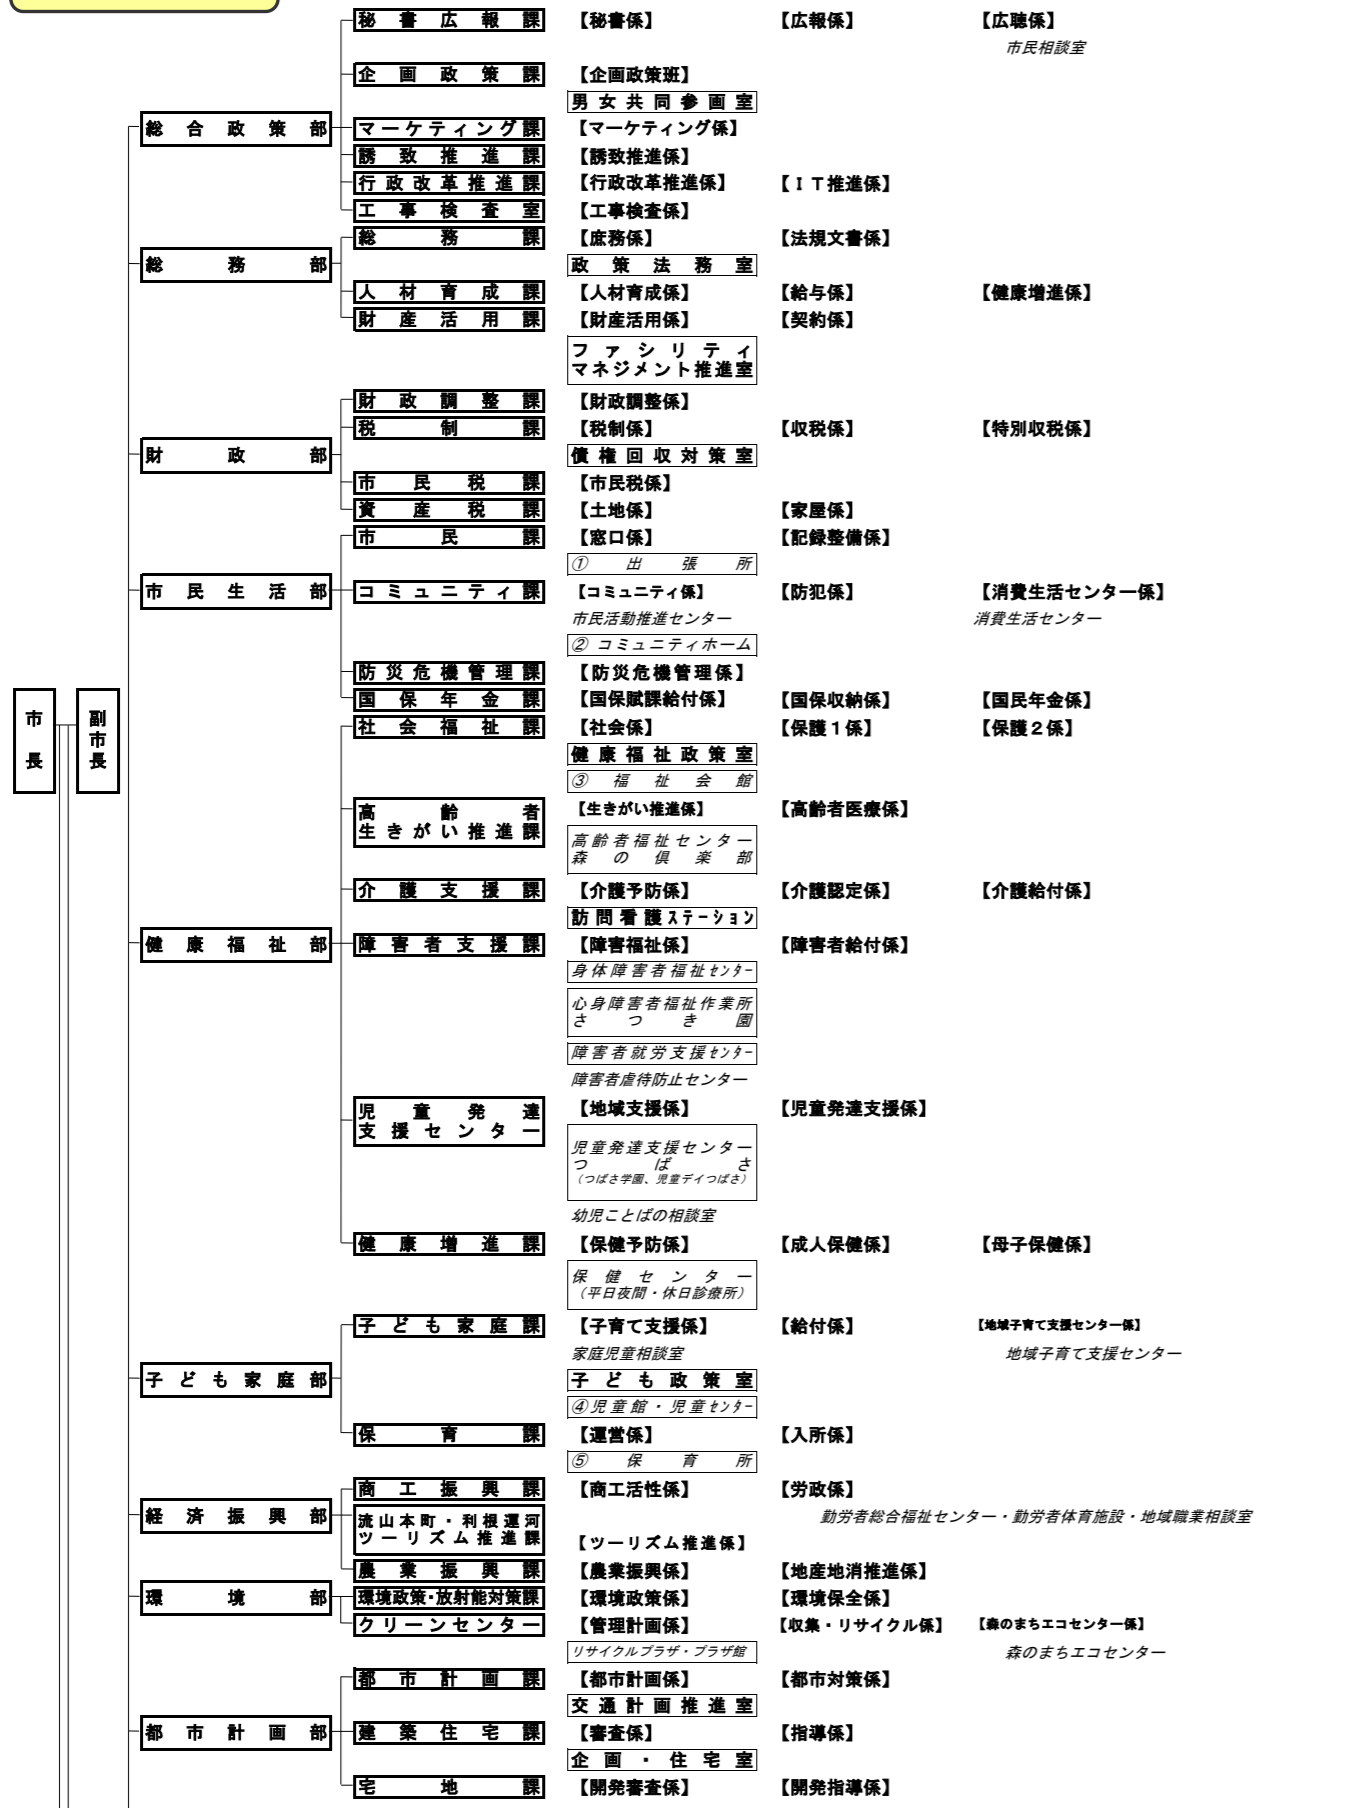 秘書広報課 【秘書係】 【広報係】 【広聴係】
市民相談室
企画政策課 【企画政策班】
男女共同参画室
総合政策部 マーケティング課 【マーケティング係】
誘致推進課 【誘致推進係】
行政改革推進課 【行政改革推進係】 【ＩＴ推進係】
工事検査室 【工事検査係】
総務課 【庶務係】 【法規文書係】
総務部 政策法務室
人材育成課 【人材育成係】 【給与係】 【健康増進係】
財産活用課 【財産活用係】 【契約係】
ファシリティ
マネジメント推進室
財政調整課 【財政調整係】
税制課 【税制係】 【収税係】 【特別収税係】
財政部 債権回収対策室
市民税課 【市民税係】
資産税課 【土地係】 【家屋係】
市民課 【窓口係】 【記録整備係】
① 出張所
市民生活部 コミュニティ課 【コミュニティ係】 【防犯係】 【消費生活センター係】
市民活動推進センター 消費生活センター
② コミュニティホーム
防災危機管理課 【防災危機管理係】
国保年金課 【国保賦課給付係】 【国保収納係】 【国民年金係】
市長 副市長 社会福祉課 【社会係】 【保護１係】 【保護２係】
健康福祉政策室
③ 福祉会館
高齢者
生きがい推進課 【生きがい推進係】 【高齢者医療係】
高齢者福祉センター
森の倶楽部
介護支援課 【介護予防係】 【介護認定係】 【介護給付係】
訪問看護ｽﾃｰｼｮﾝ
健康福祉部 障害者支援課 【障害福祉係】 【障害者給付係】
身体障害者福祉ｾﾝﾀｰ
心身障害者福祉作業所
さつき園
障害者就労支援ｾﾝﾀｰ
障害者虐待防止センター
児童発達
支援センター 【地域支援係】 【児童発達支援係】
児童発達支援センター
つばさ
（つばさ学園、児童デイつばさ）
幼児ことばの相談室
健康増進課 【保健予防係】 【成人保健係】 【母子保健係】
保健センター
（平日夜間・休日診療所）
子ども家庭課 【子育て支援係】 【給付係】 【地域子育て支援センター係】
家庭児童相談室 地域子育て支援センター
子ども家庭部 子ども政策室
④児童館・児童ｾﾝﾀｰ
保育課 【運営係】 【入所係】
⑤ 保育所
商工振興課 【商工活性係】 【労政係】
経済振興部 勤労者総合福祉センター・勤労者体育施設・地域職業相談室
流山本町・利根運河
ツーリズム推進課 【ツーリズム推進係】
農業振興課 【農業振興係】 【地産地消推進係】
環境部 環境政策・放射能対策課 【環境政策係】 【環境保全係】
クリーンセンター 【管理計画係】 【収集・リサイクル係】 【森のまちエコセンター係】
リサイクルプラザ・プラザ館 森のまちエコセンター
都市計画課 【都市計画係】 【都市対策係】
交通計画推進室
都市計画部 建築住宅課 【審査係】 【指導係】
企画・住宅室
宅地課 【開発審査係】 【開発指導係】